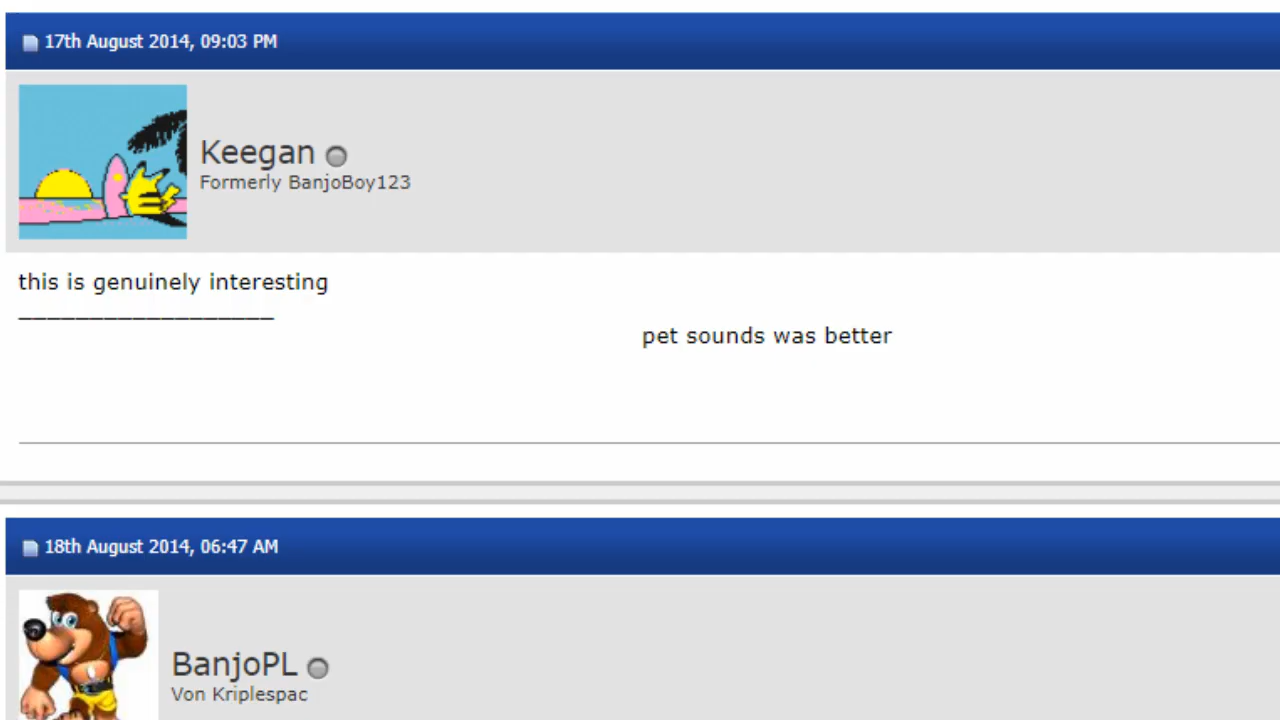 17th August 2014, 09:03 PM
Keegan
Formerly BanjoBoy123
this is genuinely interesting
__________________
pet sounds was better
18th August 2014, 06:47 AM
BanjoPL
Von Kriplespac